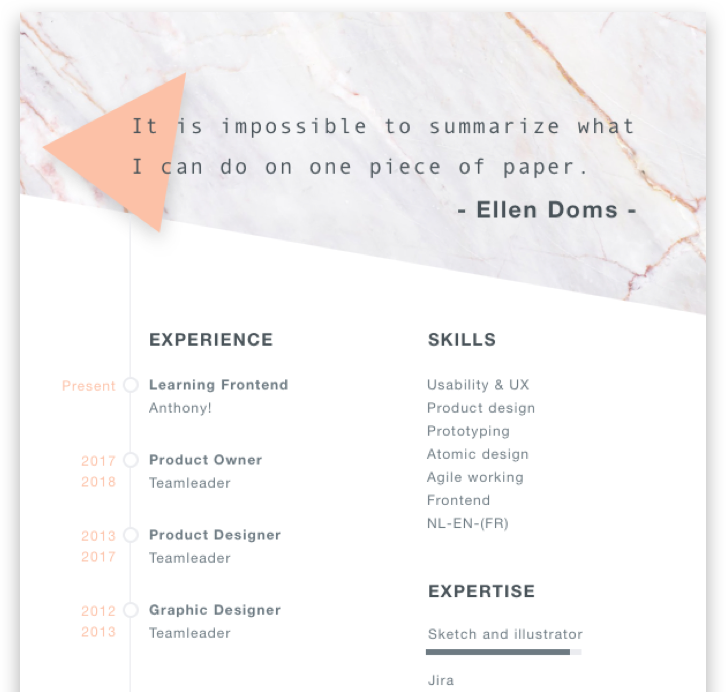 It is impossible to summarize what
I can do on one piece of paper.
- Ellen Doms -
EXPERIENCE
Present
Learning Frontend
Anthony!
2017
2018
Product Owner
Teamleader
2013
2017
Product Designer
Teamleader
2012
2013
Graphic Designer
Teamleader
SKILLS
Usability & UX
Product design
Prototyping
Atomic design
Agile working
Frontend
NL-EN-(FR)
EXPERTISE
Sketch and illustrator
Jira